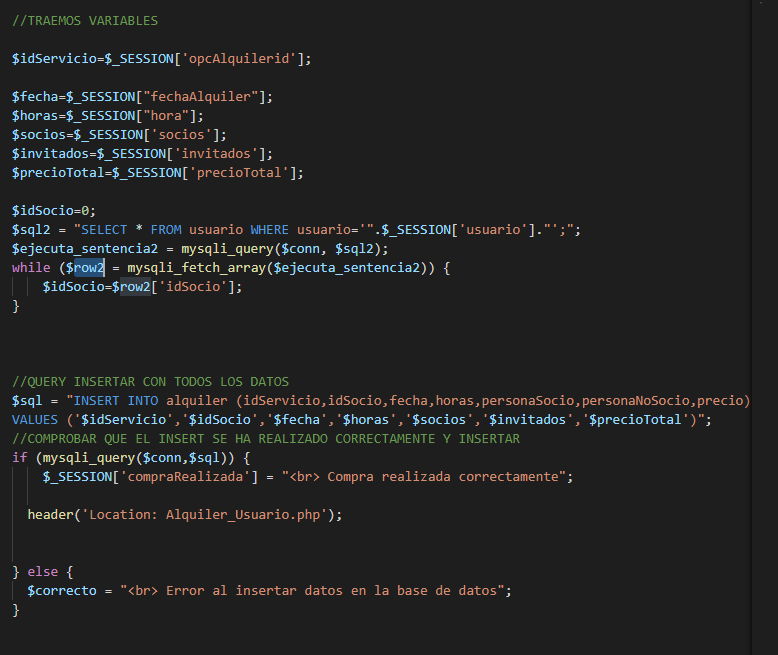 //TRAEMOS VARIABLES
$idServicio=$_SESSION['opcAlquilerid'];
$fecha=$_SESSION["fechaAlquiler"];
$horas=$_SESSION["hora"];
$socios=$_SESSION['socios'];
$invitados=$_SESSION['invitados'];
$precioTotal=$_SESSION['precioTotal'];
$idSocio=0;
$sql2 = "SELECT * FROM usuario WHERE usuario='".$_SESSION['usuario']."';";
$ejecuta_sentencia2 = mysqli_query($conn, $sql2);
while ($row2 = mysqli_fetch_array($ejecuta_sentencia2)) {
$idSocio=$row2['idSocio'];
}
//QUERY INSERTAR CON TODOS LOS DATOS
$sql = "INSERT INTO alquiler (idServicio,idSocio,fecha,horas,personaSocio,personaNoSocio,precio)
VALUES ('$idServicio','$idSocio','$fecha','$horas','$socios','$invitados','$precioTotal')";
//COMPROBAR QUE EL INSERT SE HA REALIZADO CORRECTAMENTE Y INSERTAR
if (mysqli_query($conn,$sql)) {
$_SESSION['compraRealizada'] = "<br> Compra realizada correctamente";
header('Location: Alquiler_Usuario.php');
} else {
$correcto = "<br> Error al insertar datos en la base de datos";
}